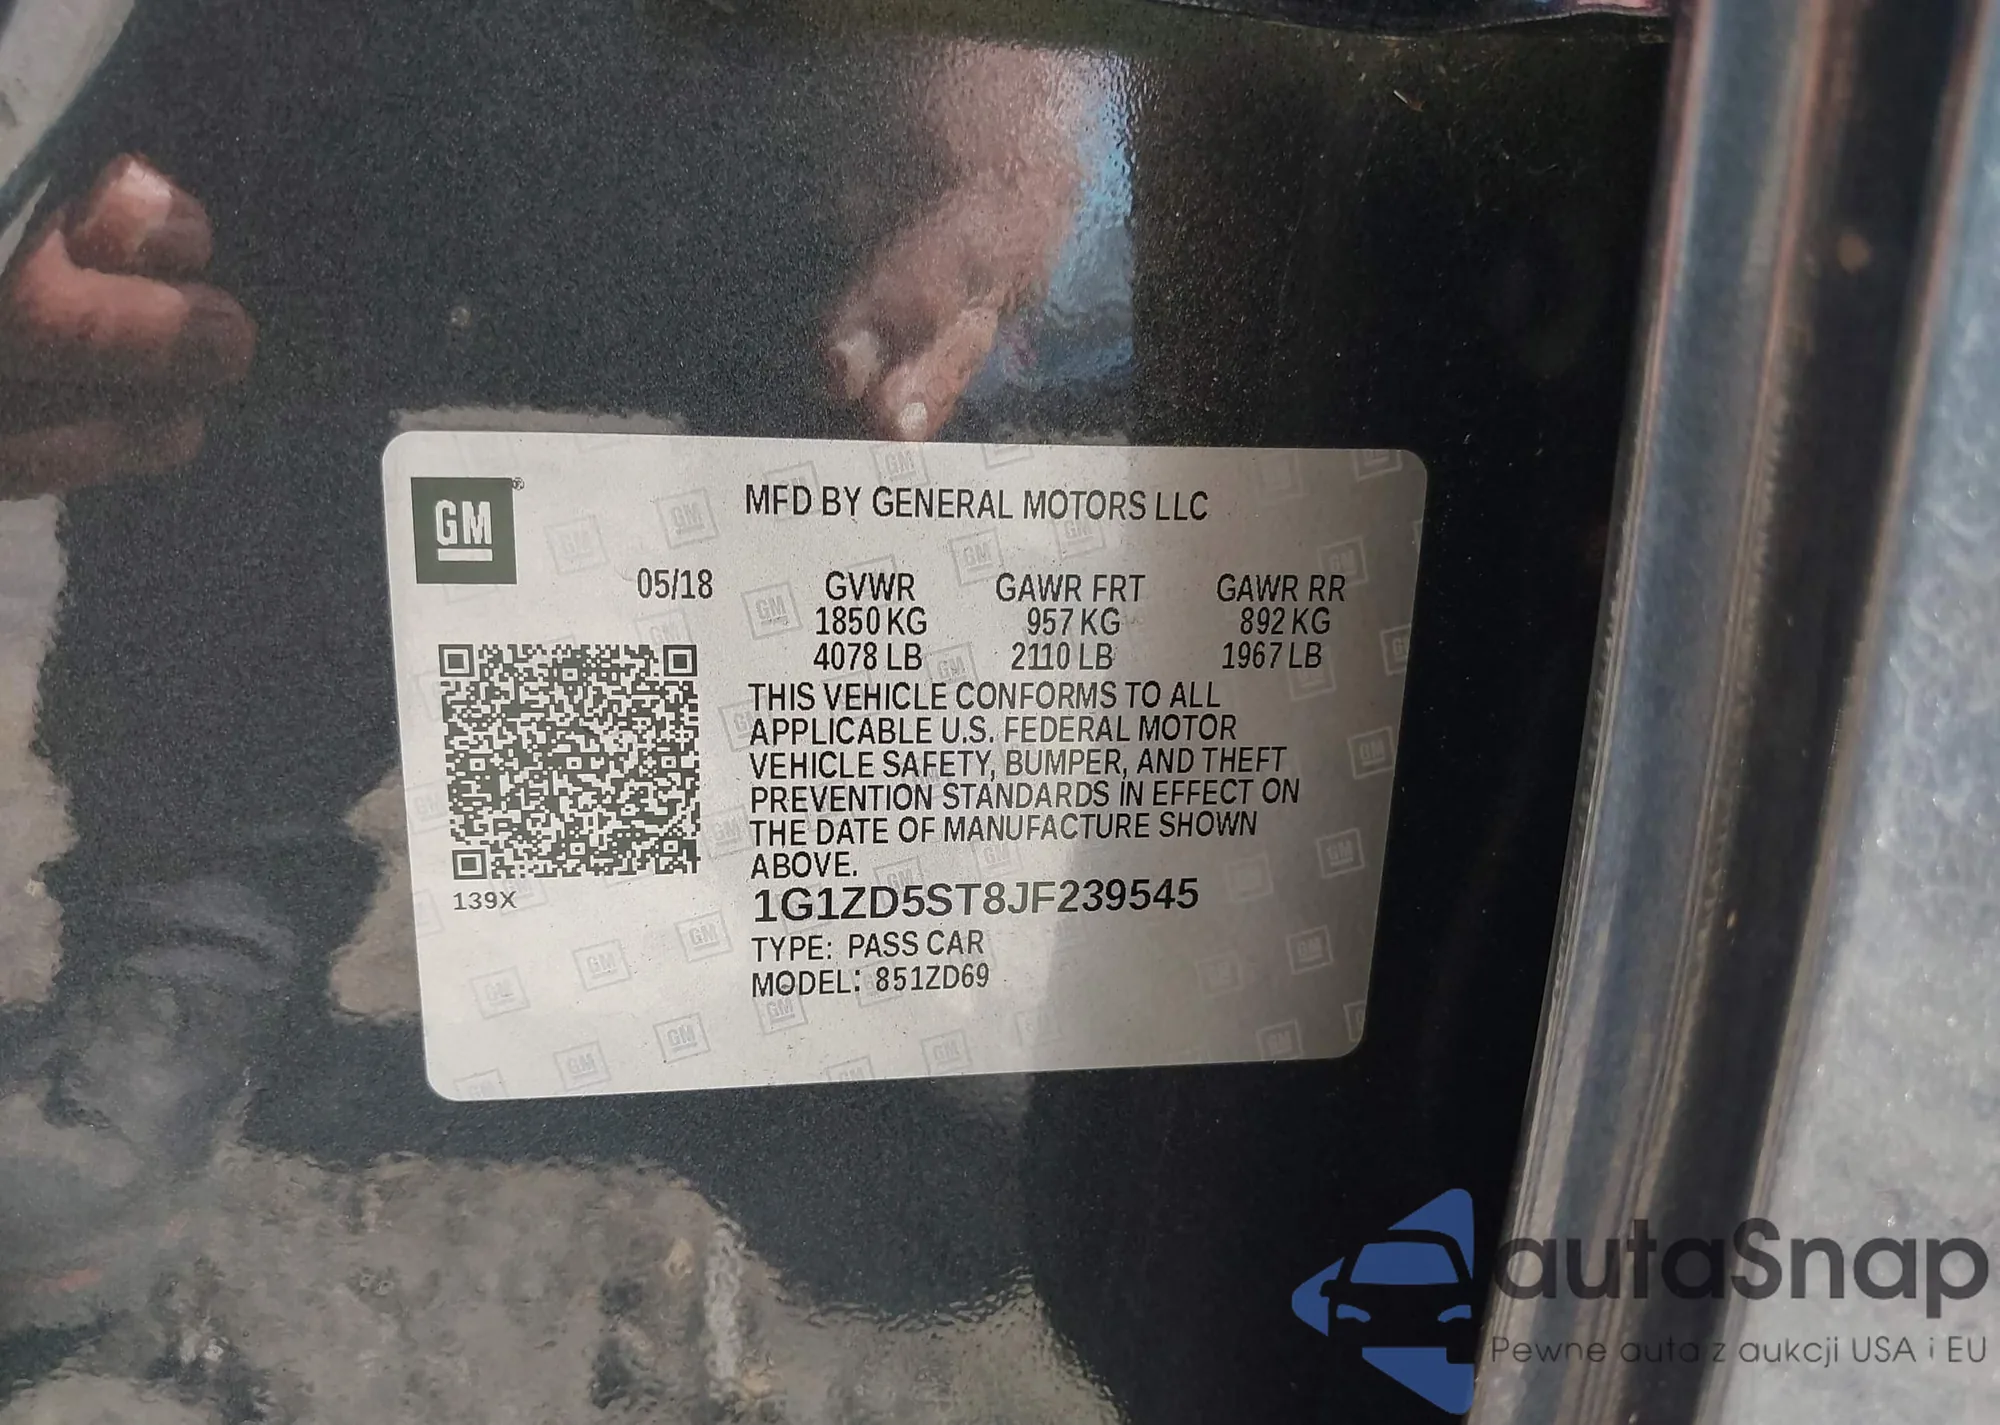 GM®
MFD BY GENERAL MOTORS LLC
05/18 GVWR GAWR FRT GAWR RR
1850 KG 957 KG 892 KG
4078 LB 2110 LB 1967 LB
THIS VEHICLE CONFORMS TO ALL
APPLICABLE U.S. FEDERAL MOTOR
VEHICLE SAFETY, BUMPER, AND THEFT
PREVENTION STANDARDS IN EFFECT ON
THE DATE OF MANUFACTURE SHOWN
ABOVE.
139X
1G1ZD5ST8JF239545
TYPE: PASS CAR
MODEL: 851ZD69
autaSnap
Pewne auta z aukcji USA i EU